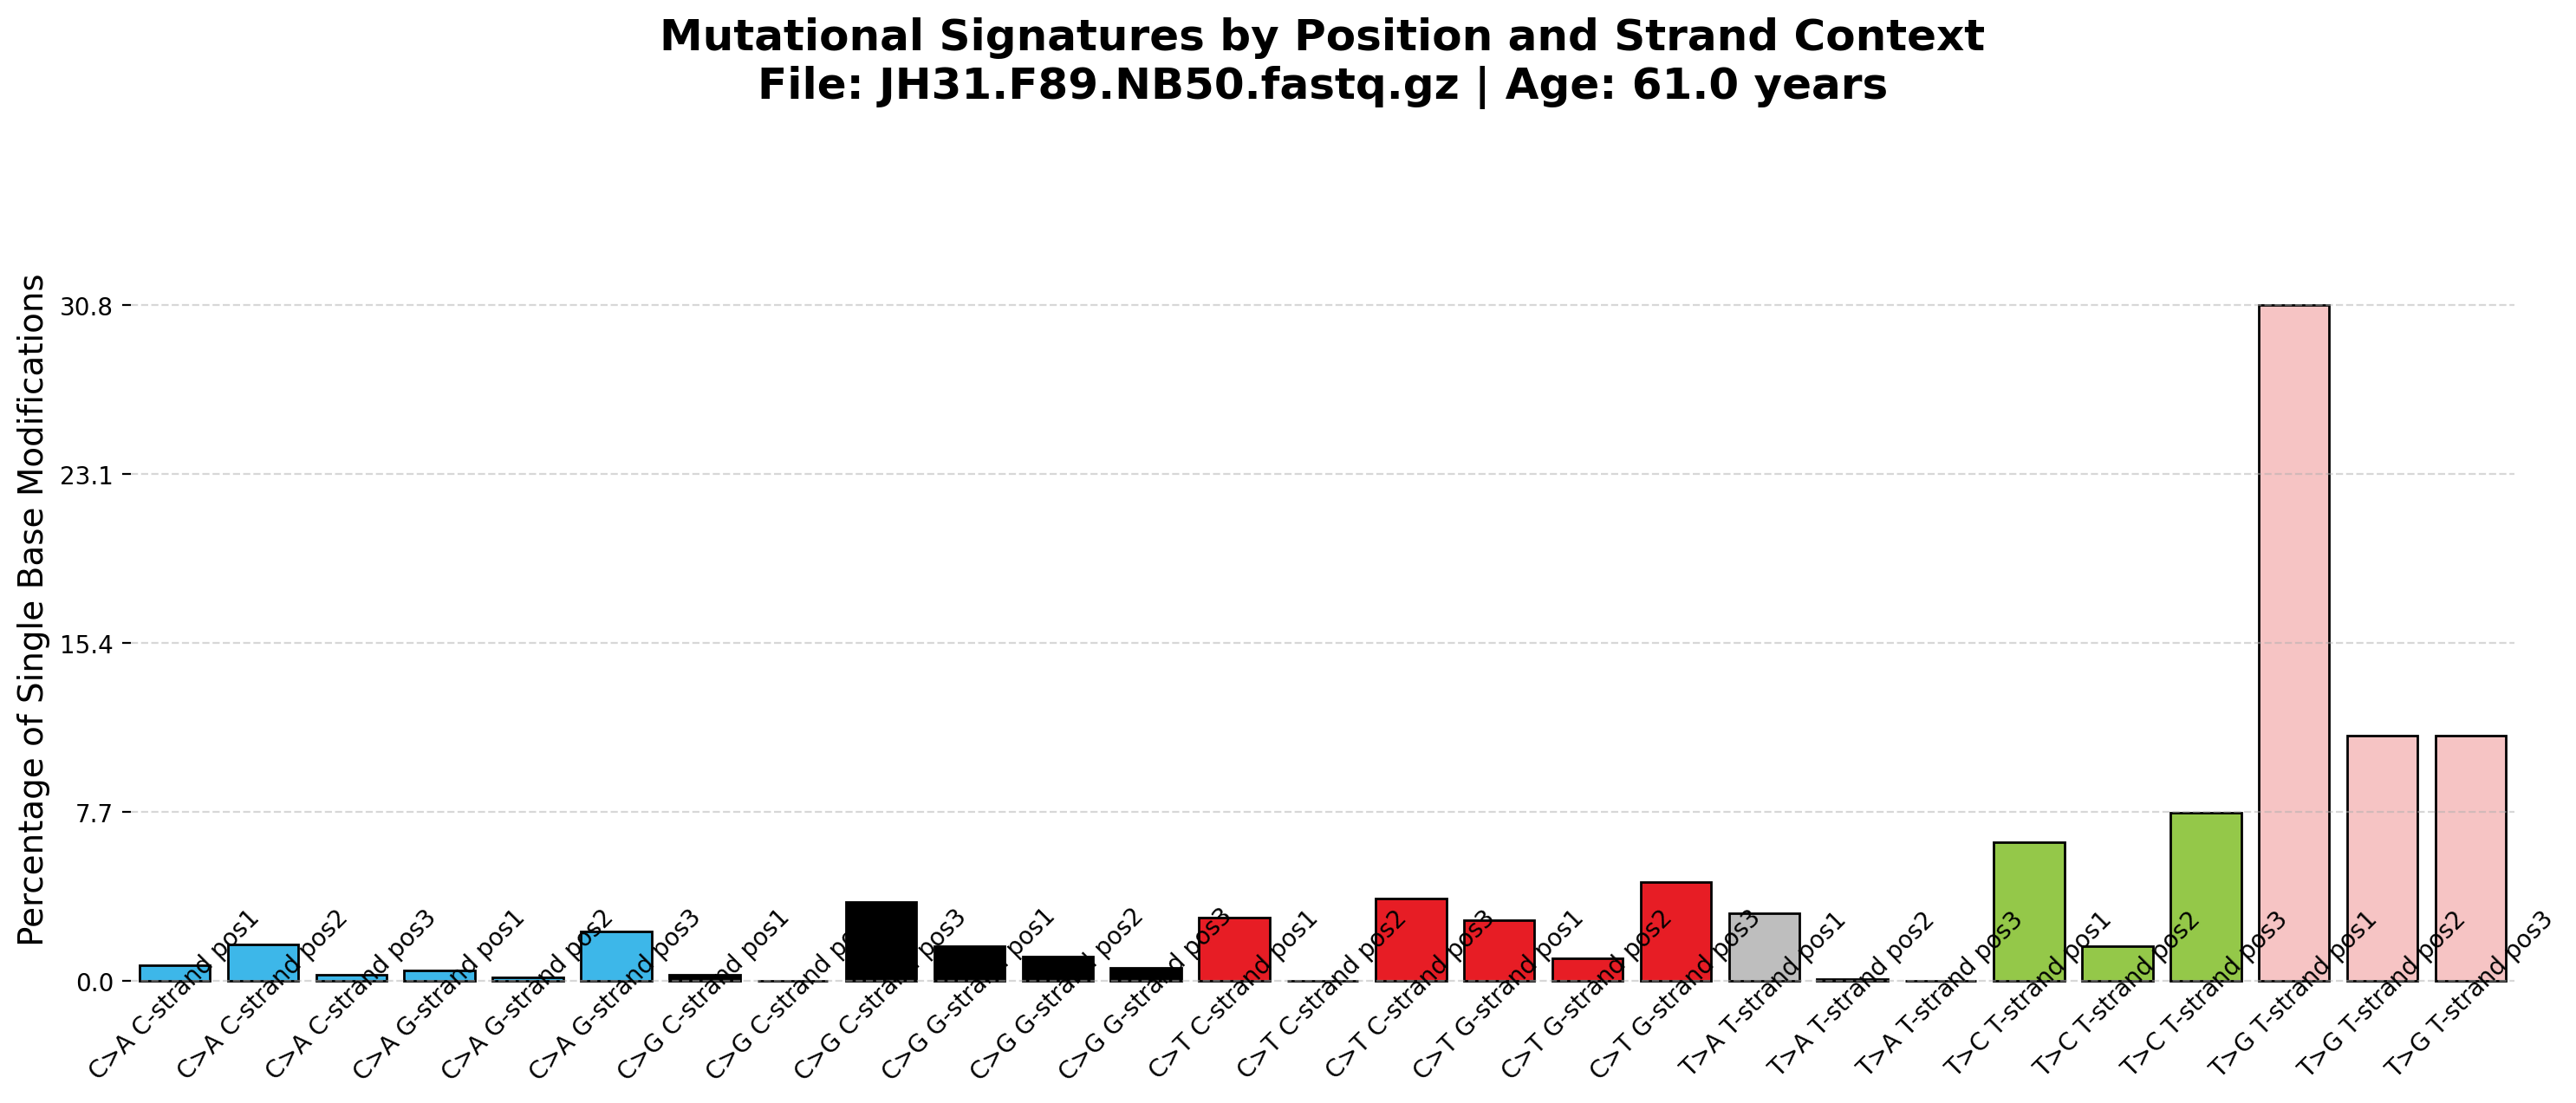 Mutational Signatures by Position and Strand Context
File: JH31.F89.NB50.fastq.gz | Age: 61.0 years
Percentage of Single Base Modifications
30.8
23.1
15.4
7.7
0.0
C>A C-strand pos1
C>A C-strand pos2
C>A C-strand pos3
C>A G-strand pos1
C>A G-strand pos2
C>A G-strand pos3
C>G C-strand pos1
C>G C-strand pos2
C>G C-strand pos3
C>G G-strand pos1
C>G G-strand pos2
C>G G-strand pos3
C>T C-strand pos1
C>T C-strand pos2
C>T C-strand pos3
C>T G-strand pos1
C>T G-strand pos2
C>T G-strand pos3
T>A T-strand pos1
T>A T-strand pos2
T>A T-strand pos3
T>C T-strand pos1
T>C T-strand pos2
T>C T-strand pos3
T>G T-strand pos1
T>G T-strand pos2
T>G T-strand pos3